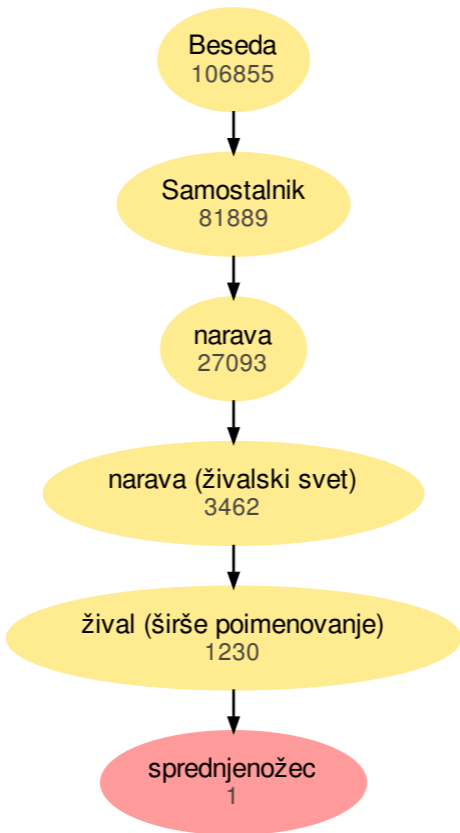 Beseda
106855
Samostalnik
81889
narava
27093
narava (živalski svet)
3462
žival (širše poimenovanje)
1230
sprednjenožec
1